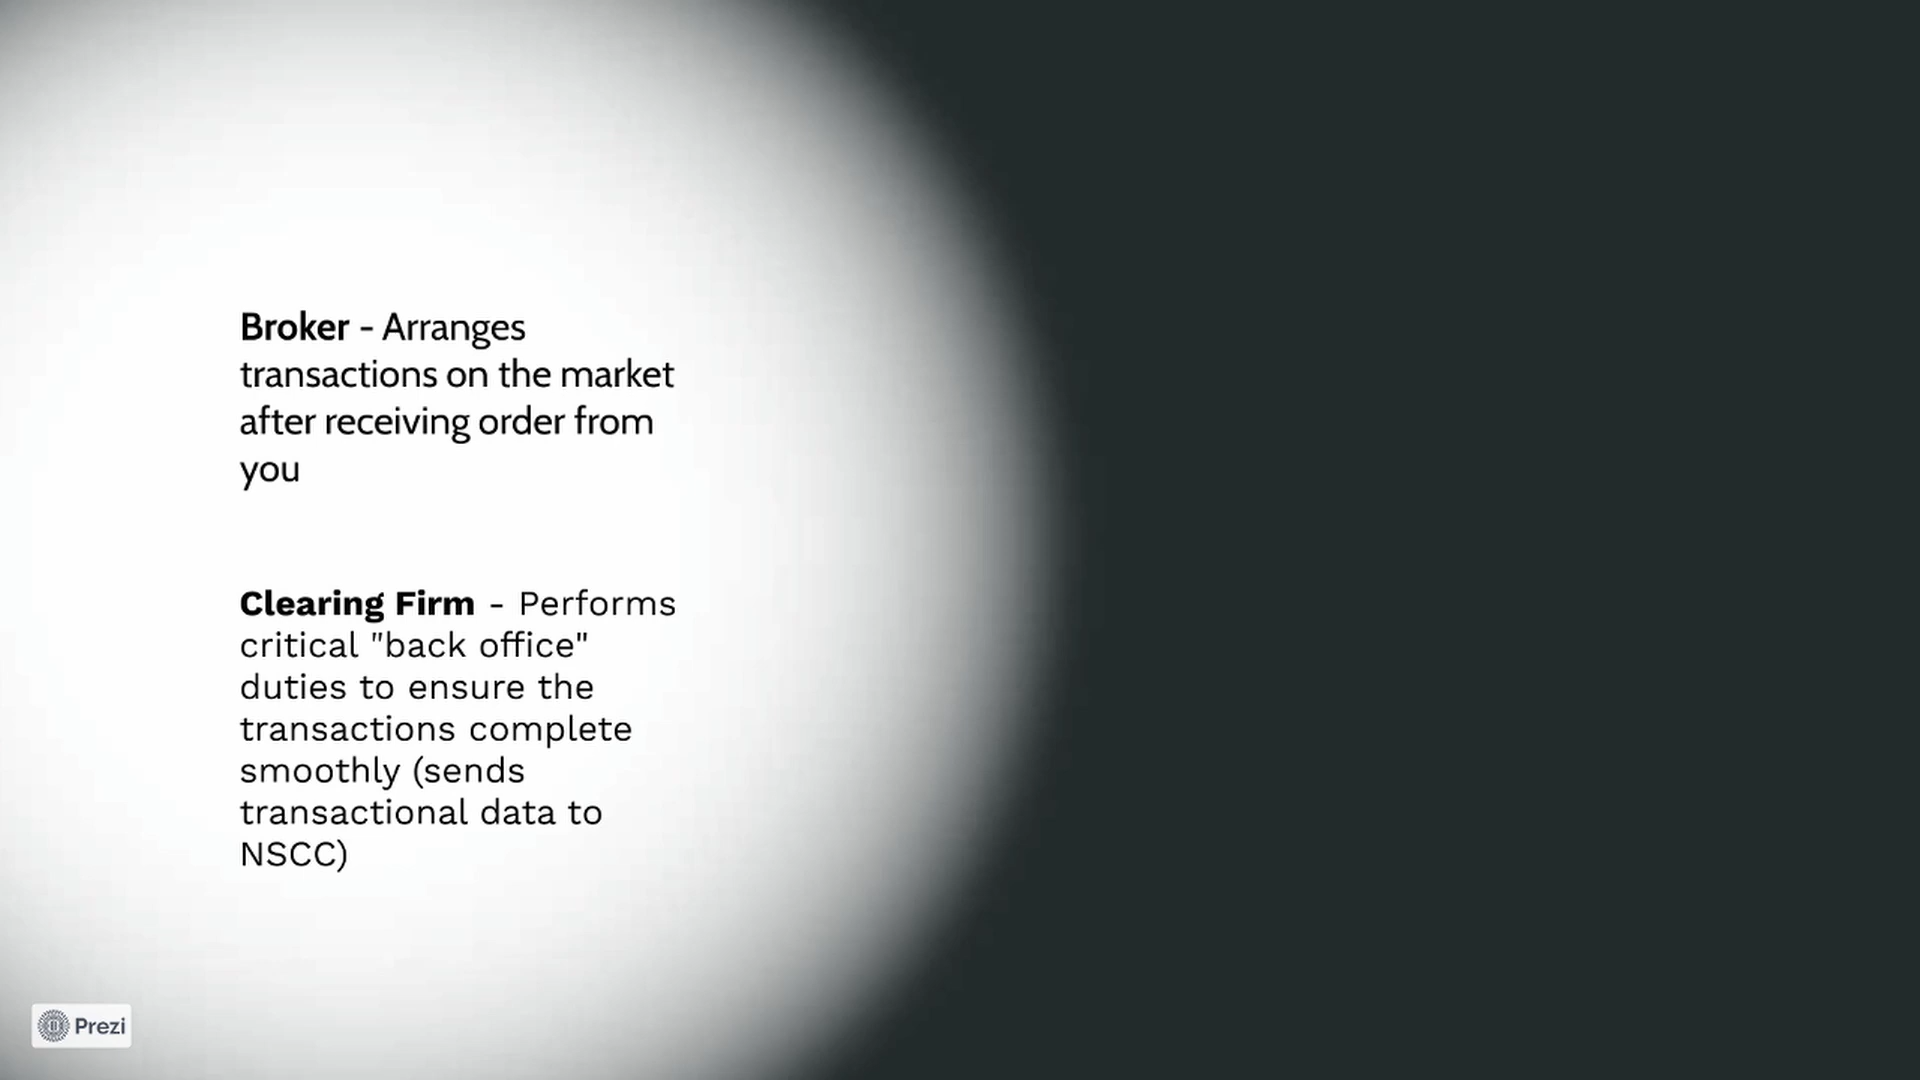 Broker - Arranges
transactions on the market
after receiving order from
you
Clearing Firm - Performs
critical "back office"
duties to ensure the
transactions complete
smoothly (sends
transactional data to
NSCC)
Prezi